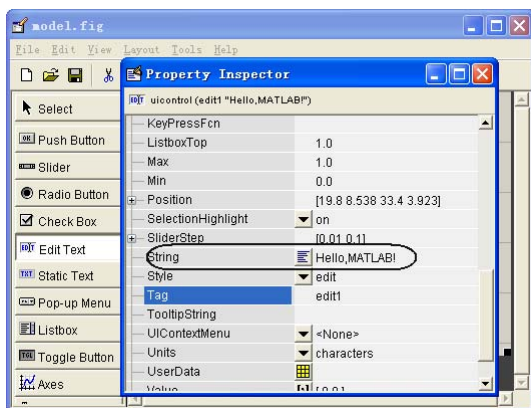 model.fig
File Edit View Layout Tools Help
Property Inspector
uicontrol (edit1 "Hello,MATLAB!")
Select
Push Button
Slider
Radio Button
Check Box
Edit Text
Static Text
Pop-up Menu
Listbox
Toggle Button
Axes
KeyPressFcn
ListboxTop 1.0
Max 1.0
Min 0.0
Position [19.8 8.538 33.4 3.923]
SelectionHighlight on
SliderStep [0.01 0.1]
String Hello,MATLAB!
Style edit
Tag edit1
TooltipString
UIContextMenu <None>
Units characters
UserData
Value [0.0]